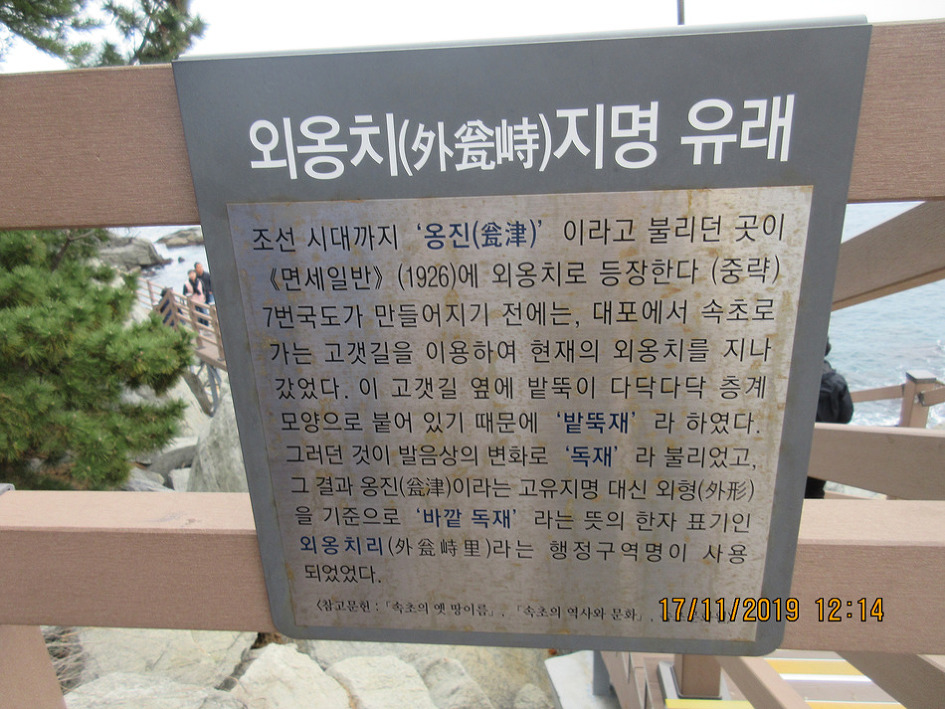 외옹치(外瓮峙)지명 유래
조선 시대까지 ‘옹진(瓮津)’ 이라고 불리던 곳이
《면세일반》 (1926)에 외옹치로 등장한다 (중략)
7번국도가 만들어지기 전에는, 대포에서 속초로
가는 고갯길을 이용하여 현재의 외옹치를 지나
갔었다. 이 고갯길 옆에 밭뚝이 다닥다닥 층계
모양으로 붙어 있기 때문에 ‘밭뚝재’ 라 하였다.
그러던 것이 발음상의 변화로 ‘독재’ 라 불리었고,
그 결과 옹진(瓮津)이라는 고유지명 대신 외형(外形)
을 기준으로 ‘바깥 독재’ 라는 뜻의 한자 표기인
외옹치리(外瓮峙里)라는 행정구역명이 사용
되었었다.
〈참고문헌 : 「속초의 옛 땅이름」, 「속초의 역사와 문화」,
17/11/2019 12:14